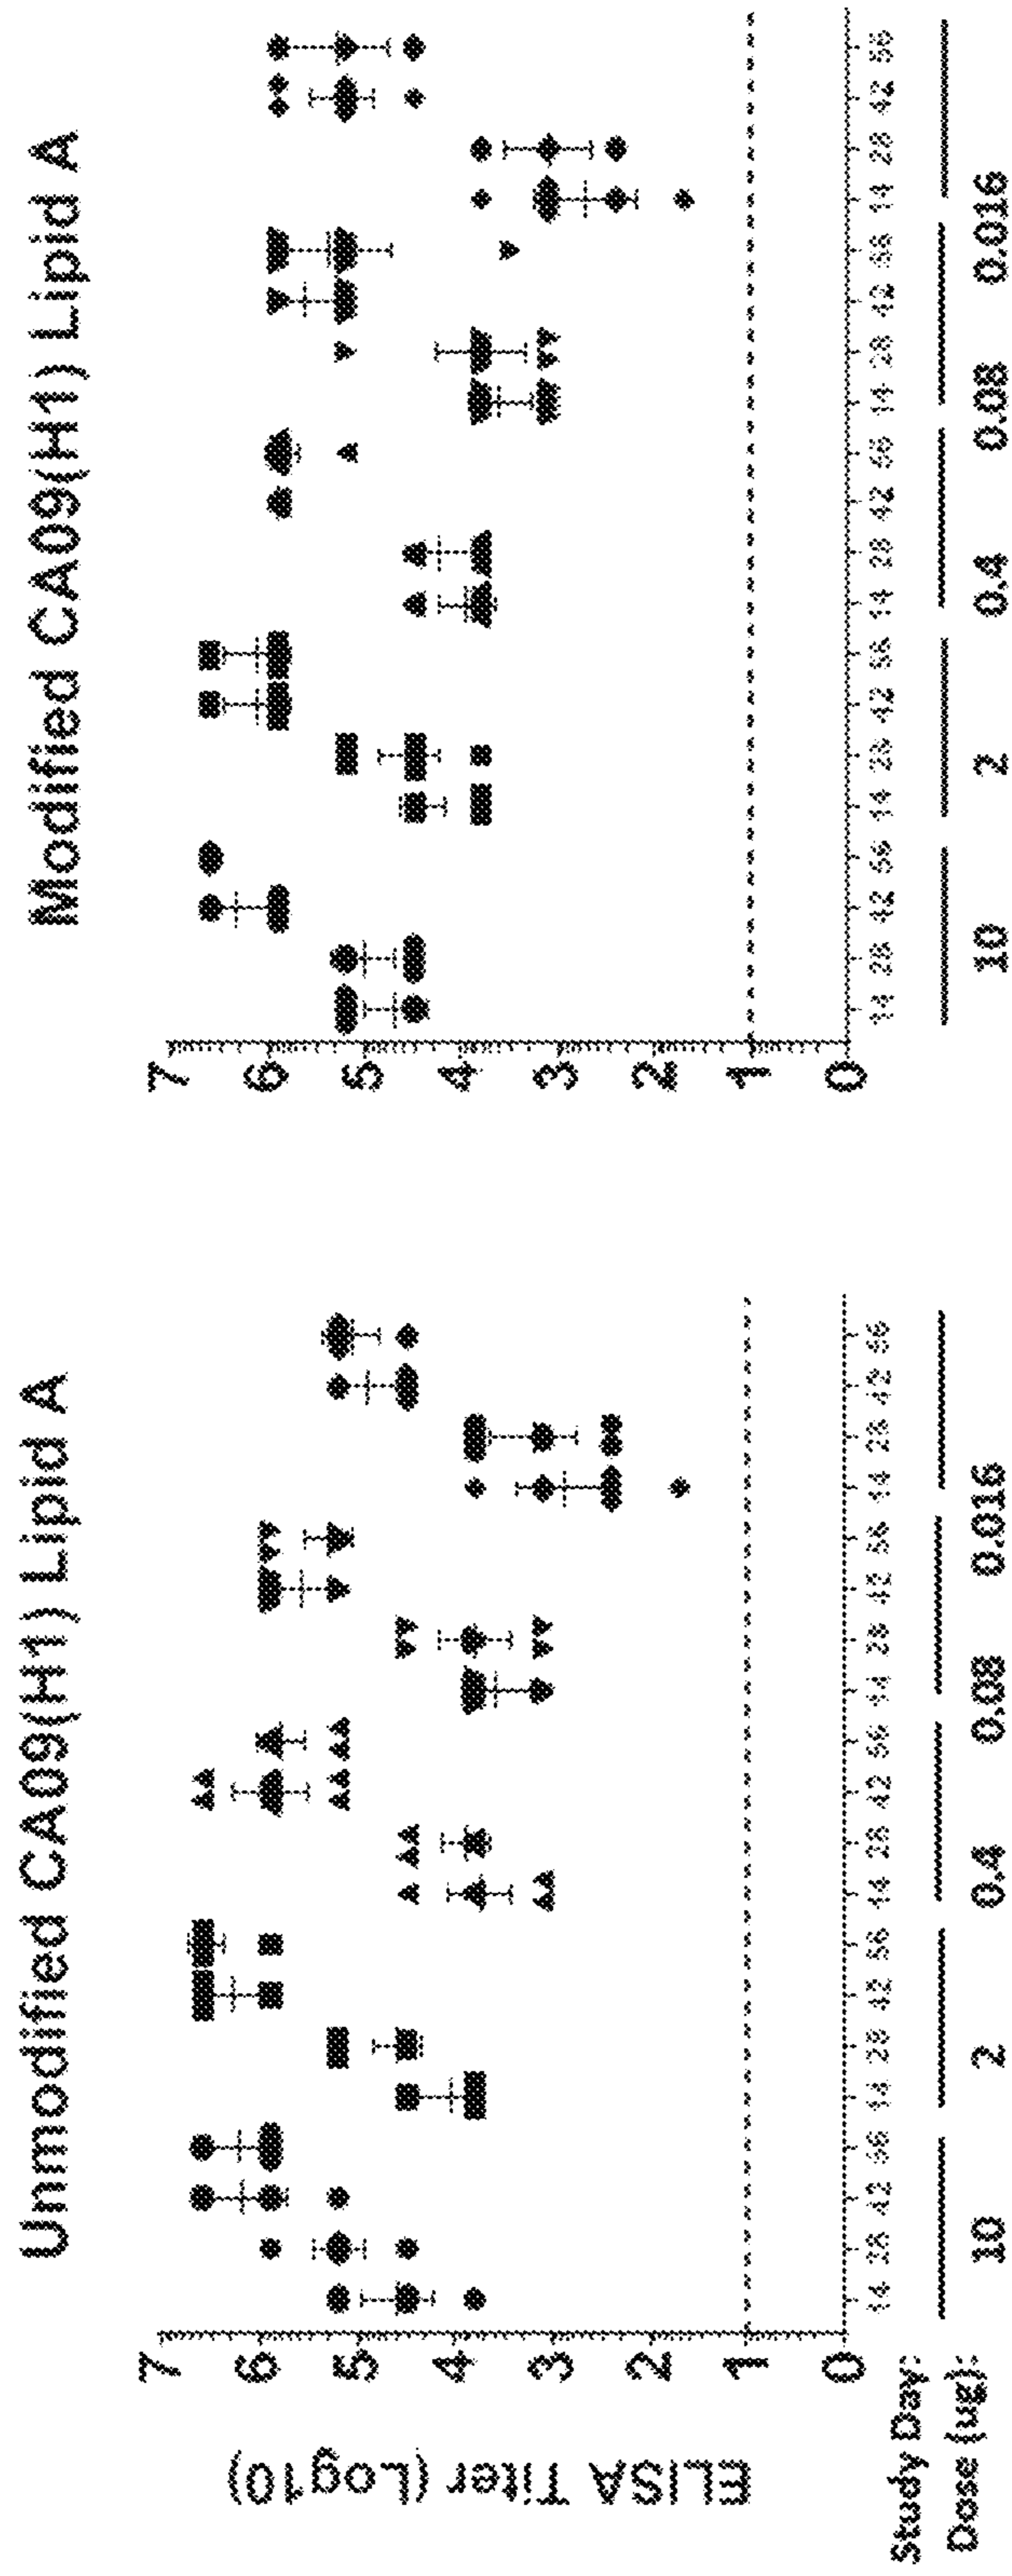 Unmodified CA09(H1) Lipid A
ELISA Titer (Log10)
7
6
5
4
3
2
1
0
Study Day:
14 28 42 56 14 28 42 56 14 28 42 56 14 28 42 56 14 28 42 56
Dose (ug):
10 2 0.4 0.08 0.016
Modified CA09(H1) Lipid A
7
6
5
4
3
2
1
0
14 28 42 56 14 28 42 56 14 28 42 56 14 28 42 56 14 28 42 56
10 2 0.4 0.08 0.016